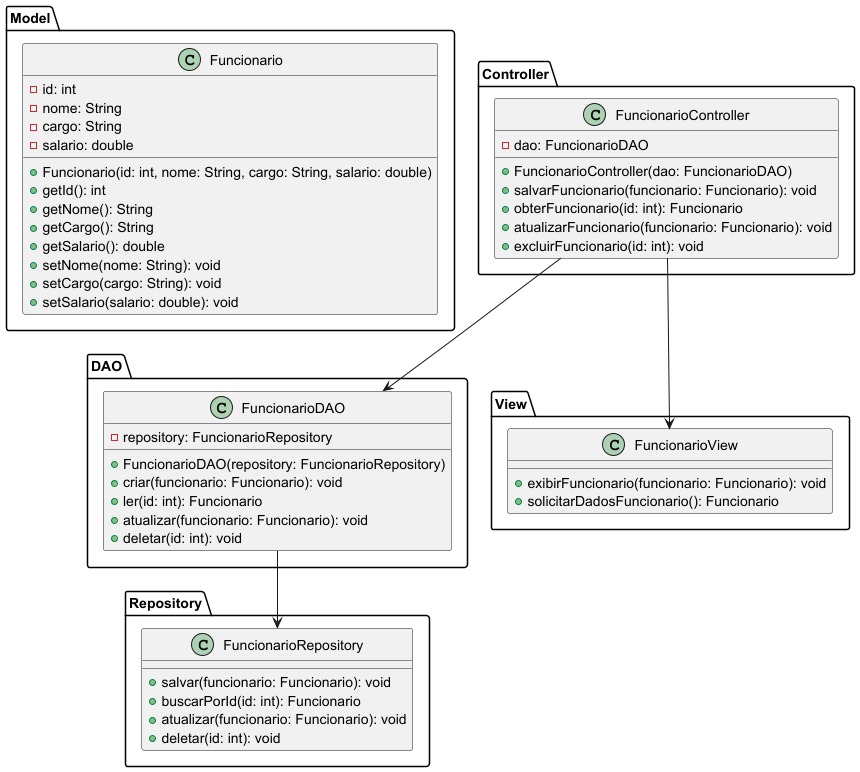 Model
C Funcionario
id: int
nome: String
cargo: String
salario: double
Funcionario(id: int, nome: String, cargo: String, salario: double)
getId(): int
getNome(): String
getCargo(): String
getSalario(): double
setNome(nome: String): void
setCargo(cargo: String): void
setSalario(salario: double): void
Controller
C FuncionarioController
dao: FuncionarioDAO
FuncionarioController(dao: FuncionarioDAO)
salvarFuncionario(funcionario: Funcionario): void
obterFuncionario(id: int): Funcionario
atualizarFuncionario(funcionario: Funcionario): void
excluirFuncionario(id: int): void
DAO
C FuncionarioDAO
repository: FuncionarioRepository
FuncionarioDAO(repository: FuncionarioRepository)
criar(funcionario: Funcionario): void
ler(id: int): Funcionario
atualizar(funcionario: Funcionario): void
deletar(id: int): void
View
C FuncionarioView
exibirFuncionario(funcionario: Funcionario): void
solicitarDadosFuncionario(): Funcionario
Repository
C FuncionarioRepository
salvar(funcionario: Funcionario): void
buscarPorId(id: int): Funcionario
atualizar(funcionario: Funcionario): void
deletar(id: int): void